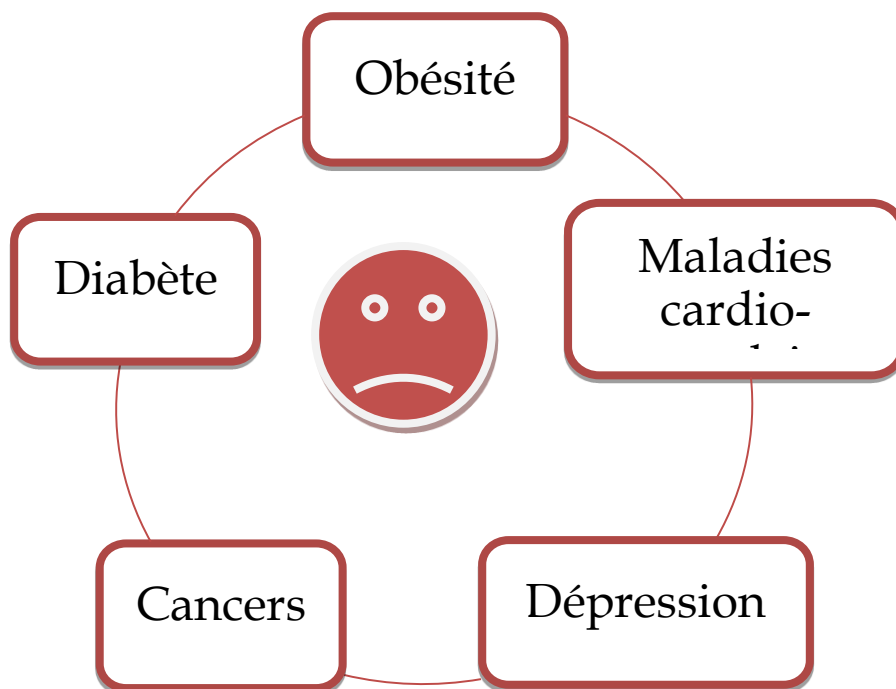 Obésité
Maladies
cardio-
Diabète
Cancers
Dépression